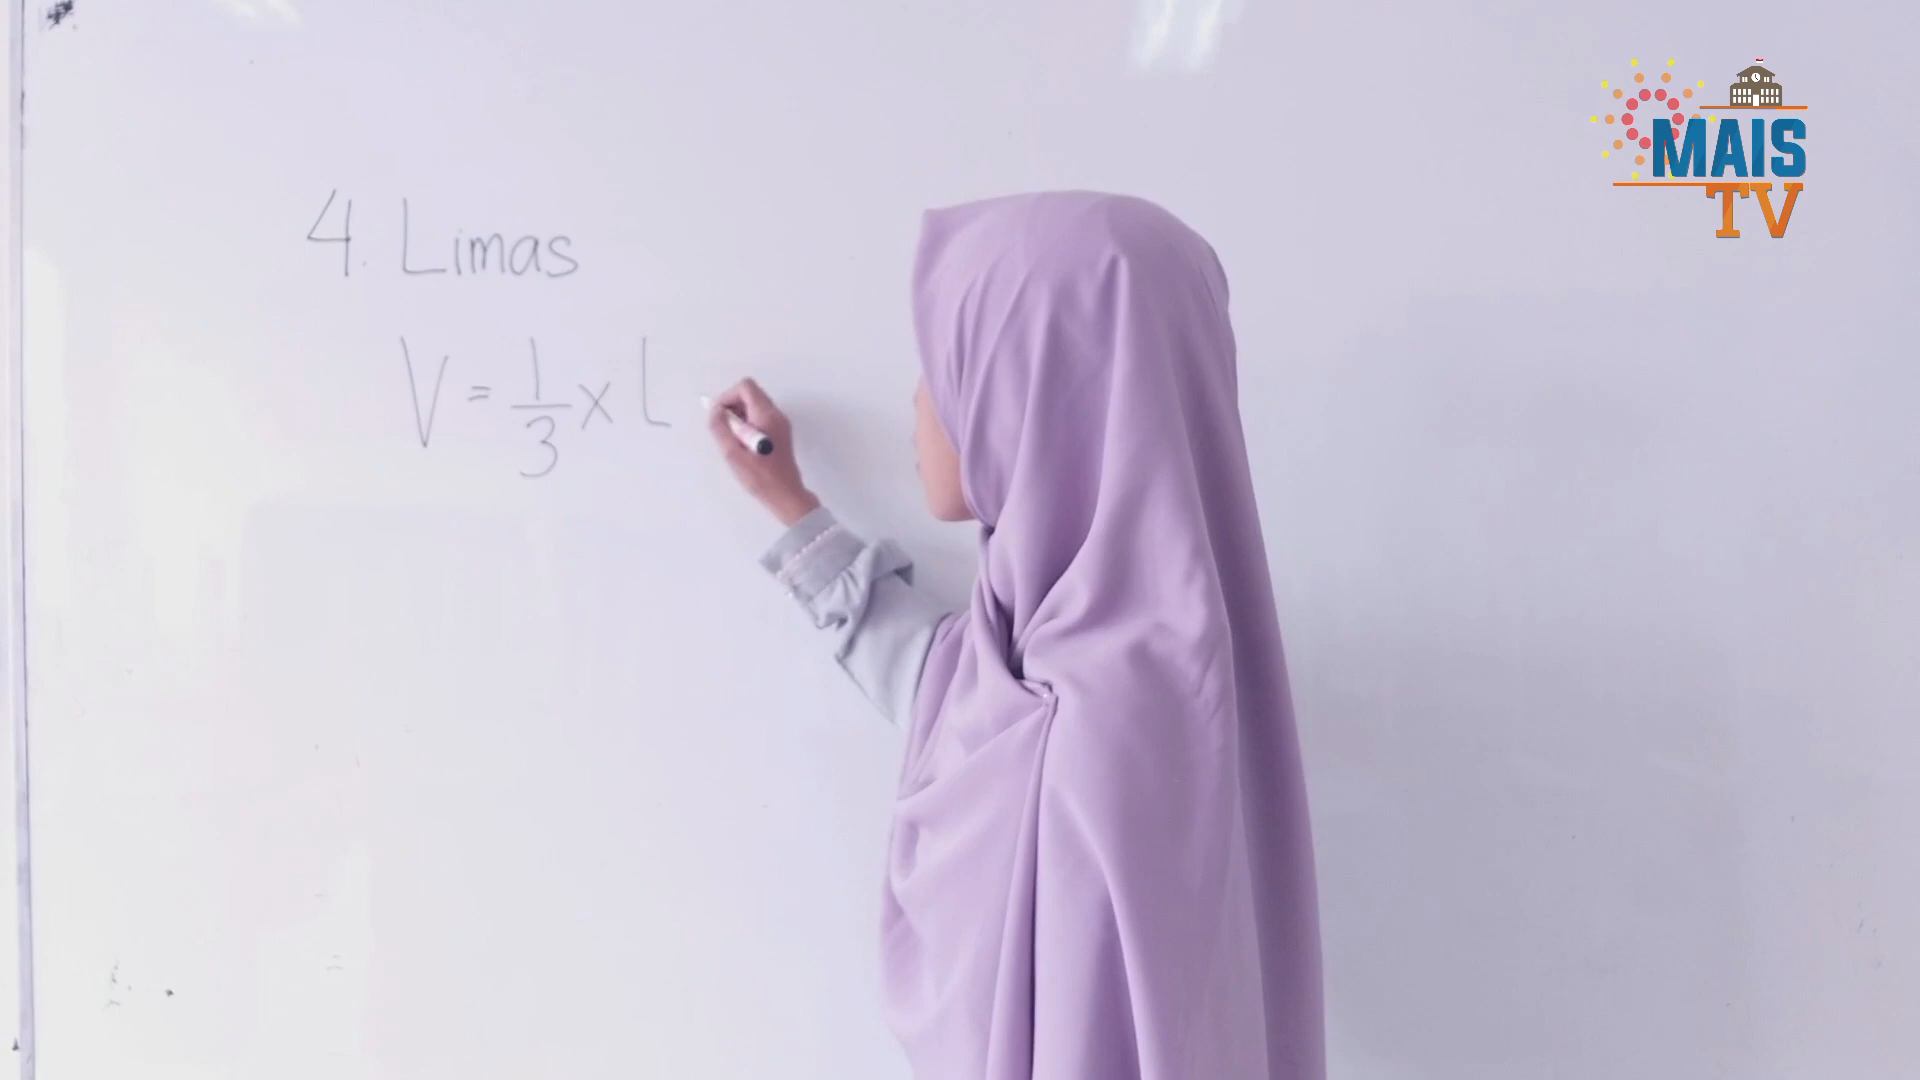 4. Limas
V = 1/3 x L
MAIS
TV